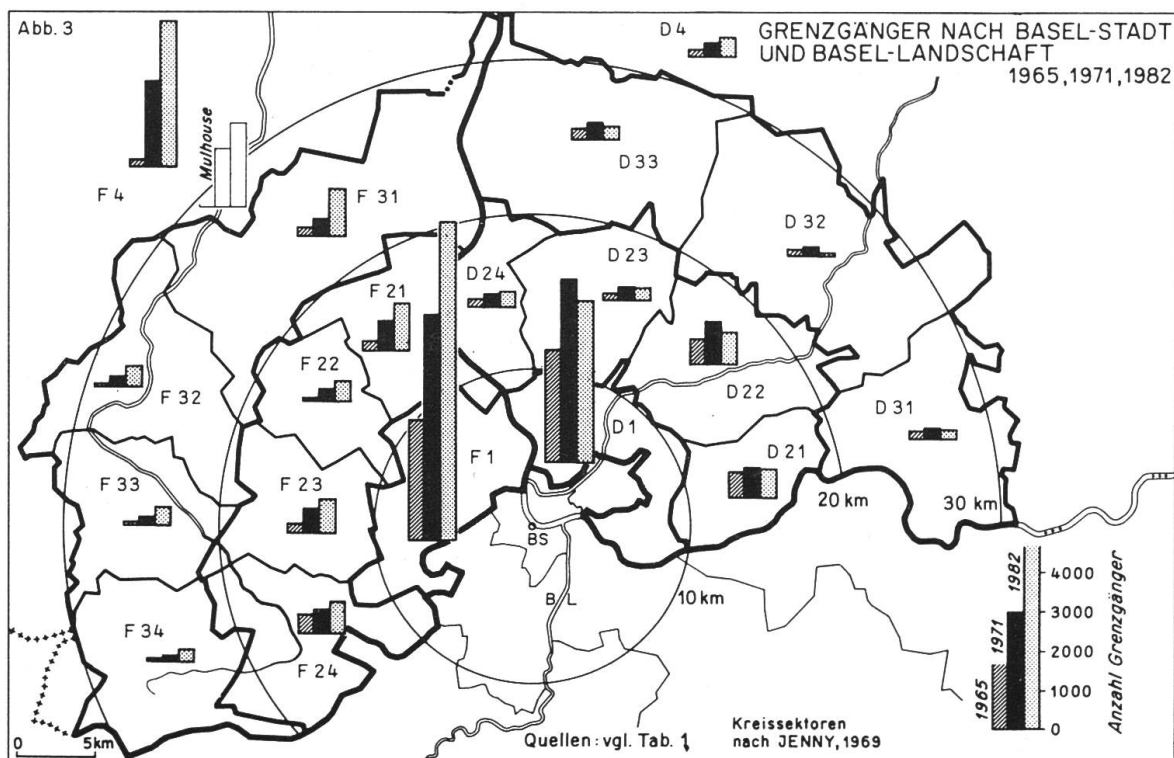 Abb. 3
D 4
GRENZGÄNGER NACH BASEL-STADT
UND BASEL-LANDSCHAFT
1965, 1971, 1982
Mulhouse
F 4
F 31
D 33
D 32
D 24
D 23
F 21
F 22
F 32
D 22
D 1
D 31
F 1
D 21
F 33
F 23
20 km
30 km
BS
BL
10 km
F 34
F 24
1965
1971
1982
4000
3000
2000
1000
0
Anzahl Grenzgänger
0 5km
Quellen: vgl. Tab. 1
Kreissektoren
nach JENNY, 1969